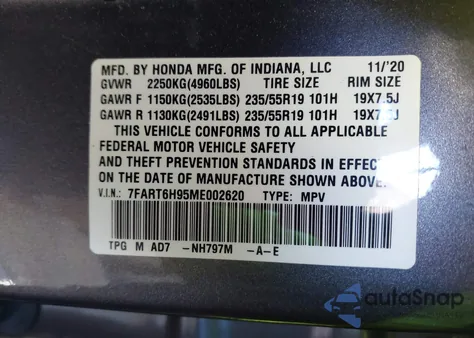 MFD. BY HONDA MFG. OF INDIANA, LLC 11/'20
GVWR 2250KG(4960LBS) TIRE SIZE RIM SIZE
GAWR F 1150KG(2535LBS) 235/55R19 101H 19X7.5J
GAWR R 1130KG(2491LBS) 235/55R19 101H 19X7.5J
THIS VEHICLE CONFORMS TO ALL APPLICABLE
FEDERAL MOTOR VEHICLE SAFETY
AND THEFT PREVENTION STANDARDS IN EFFECT
ON THE DATE OF MANUFACTURE SHOWN ABOVE.
V.I.N.: 7FART6H95ME002620 TYPE: MPV
TPG M AD7 -NH797M -A-E
autoSnap